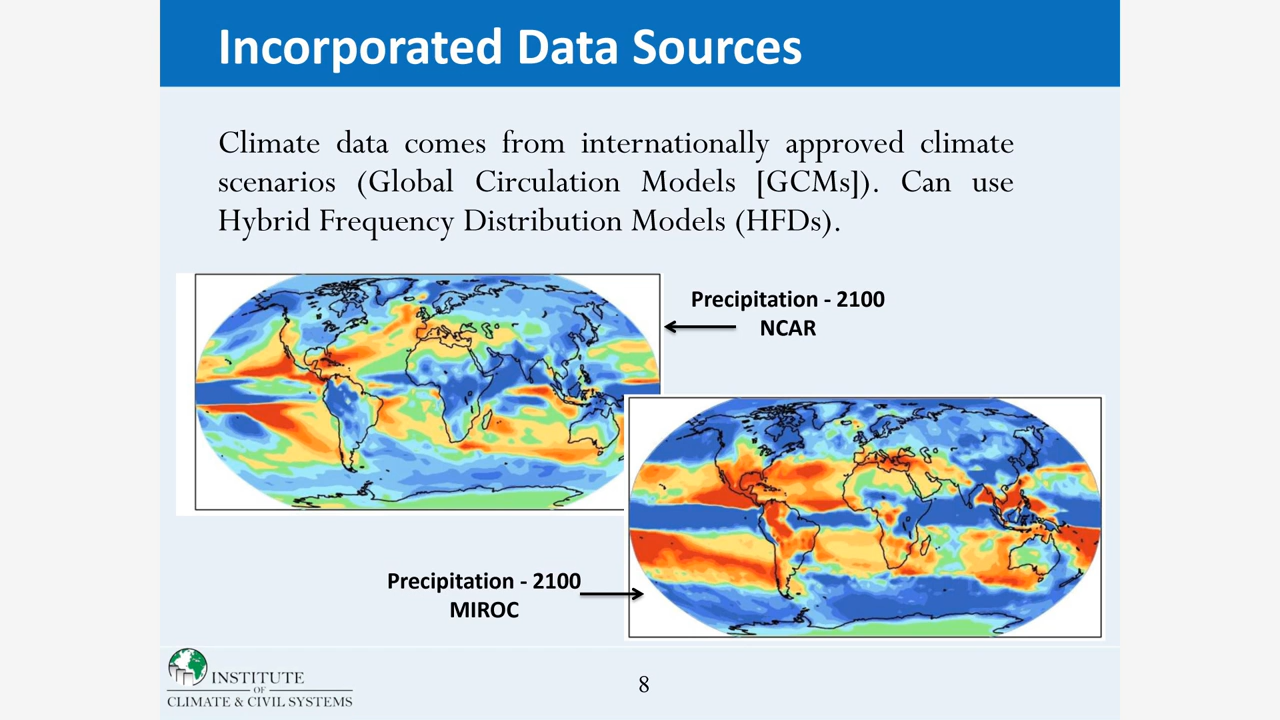 Incorporated Data Sources
Climate data comes from internationally approved climate
scenarios (Global Circulation Models [GCMs]). Can use
Hybrid Frequency Distribution Models (HFDs).
Precipitation - 2100
NCAR
Precipitation - 2100
MIROC
INSTITUTE
OF
CLIMATE & CIVIL SYSTEMS
8